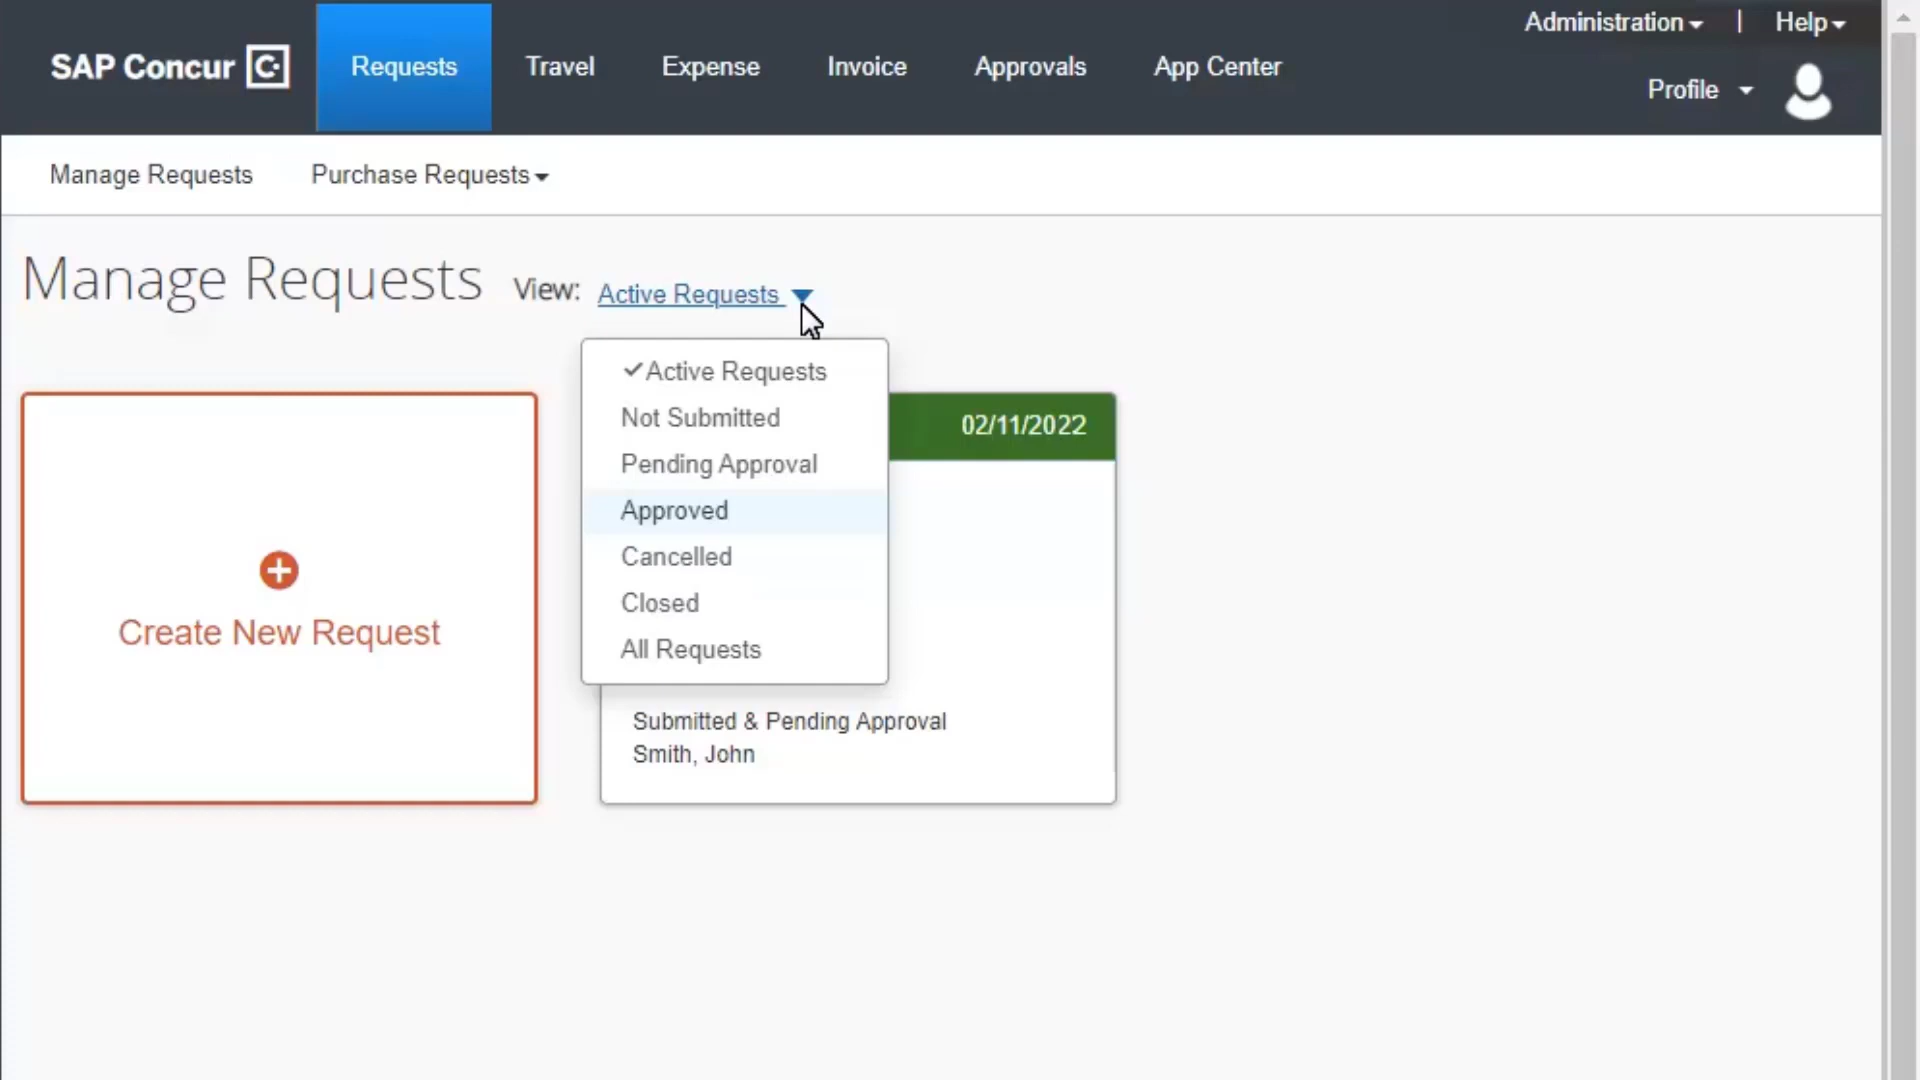 Administration | Help
SAP Concur C. Requests Travel Expense Invoice Approvals App Center
Profile
Manage Requests Purchase Requests
Manage Requests View: Active Requests
✓Active Requests
Not Submitted
Pending Approval
Approved
Cancelled
Closed
All Requests
02/11/2022
Create New Request
Submitted & Pending Approval
Smith, John